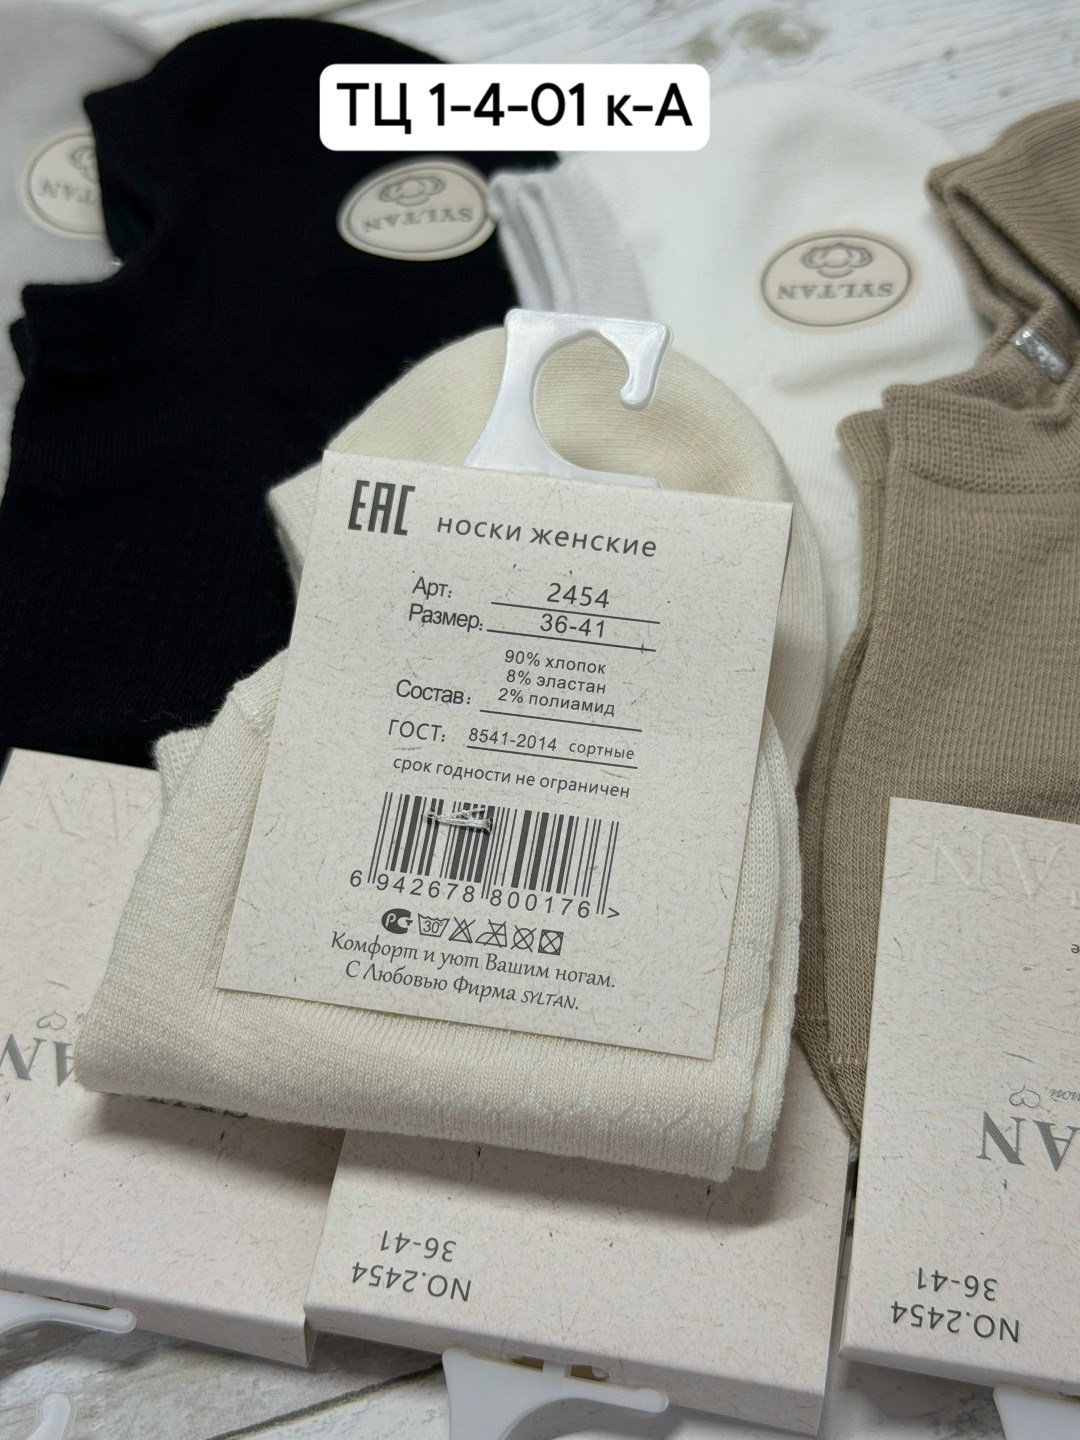 ТЦ 1-4-01 к-А
SYLTAN
SYLTAN
SYLTAN
EAC носки женские
Арт: 2454
Размер: 36-41
90% хлопок
8% эластан
Состав: 2% полиамид
ГОСТ: 8541-2014 сортные
срок годности не ограничен
6 942678 800176 >
РС 30°
Комфорт и уют Вашим ногам.
С Любовью Фирма SYLTAN.
NO.2454
36-41
NO.2454
36-41